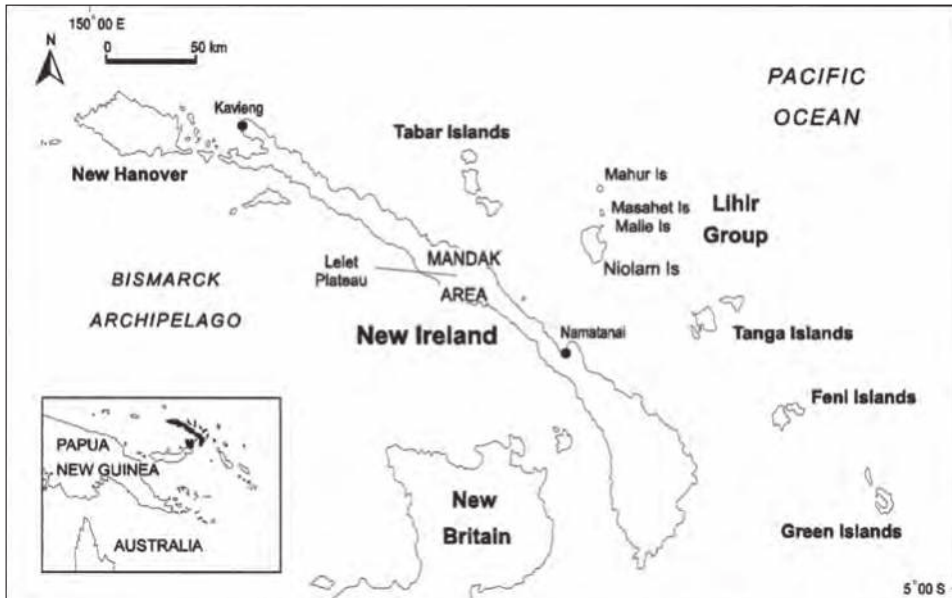 150°00 E
N
0
50 km
PACIFIC
OCEAN
Kavieng
Tabar Islands
New Hanover
Mahur Is
Masahet Is
Malie Is
Lihir
Group
Niolam Is
MANDAK
AREA
Lelet
Plateau
BISMARCK
ARCHIPELAGO
New Ireland
Namatanai
Tanga Islands
Feni Islands
PAPUA
NEW GUINEA
AUSTRALIA
New
Britain
Green Islands
5°00 S